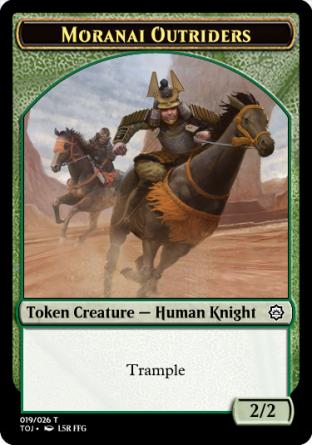 MORANAI OUTRIDERS
Token Creature — Human Knight
Trample
2/2
019/026 T
TOJ • LSR FFG